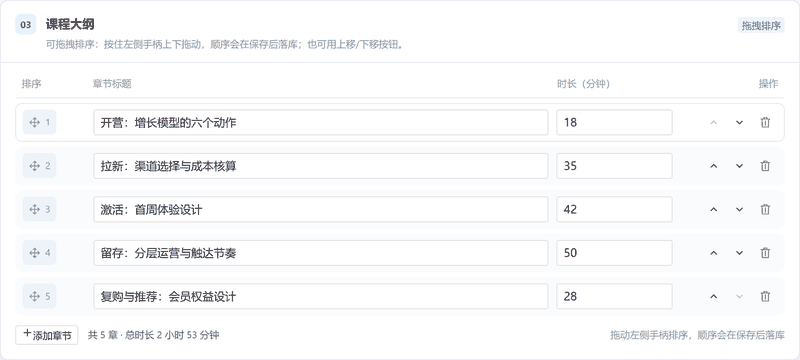 03 课程大纲 拖拽排序
可拖拽排序：按住左侧手柄上下拖动，顺序会在保存后落库；也可用上移/下移按钮。
排序 章节标题 时长（分钟） 操作
1 开营：增长模型的六个动作 18
2 拉新：渠道选择与成本核算 35
3 激活：首周体验设计 42
4 留存：分层运营与触达节奏 50
5 复购与推荐：会员权益设计 28
+添加章节 共 5 章 · 总时长 2 小时 53 分钟 拖动左侧手柄排序，顺序会在保存后落库